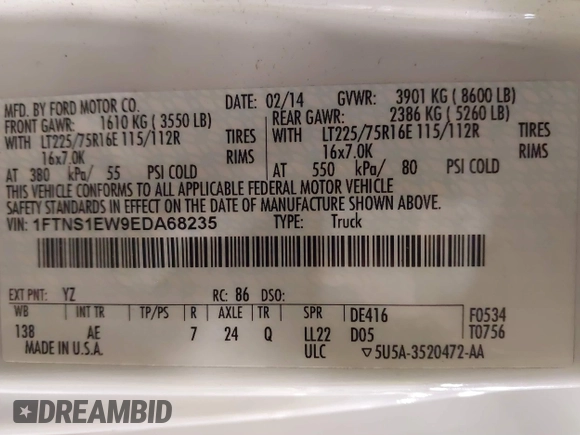 MFD. BY FORD MOTOR CO.
DATE: 02/14 GVWR: 3901 KG ( 8600 LB)
FRONT GAWR: 1610 KG ( 3550 LB)
REAR GAWR: 2386 KG ( 5260 LB)
WITH LT225/75R16E 115/112R TIRES
WITH LT225/75R16E 115/112R TIRES
16x7.0K RIMS
16x7.0K RIMS
AT 380 kPa/ 55 PSI COLD
AT 550 kPa/ 80 PSI COLD
THIS VEHICLE CONFORMS TO ALL APPLICABLE FEDERAL MOTOR VEHICLE
SAFETY STANDARDS IN EFFECT ON THE DATE OF MANUFACTURE SHOWN ABOVE.
VIN: 1FTNS1EW9EDA68235 TYPE: Truck
EXT PNT: YZ RC: 86 DSO:
WB INT TR TP/PS R AXLE TR SPR DE416 F0534
138 AE 7 24 Q LL22 D05 T0756
MADE IN U.S.A. ULC ▽5U5A-3520472-AA
DREAMBID